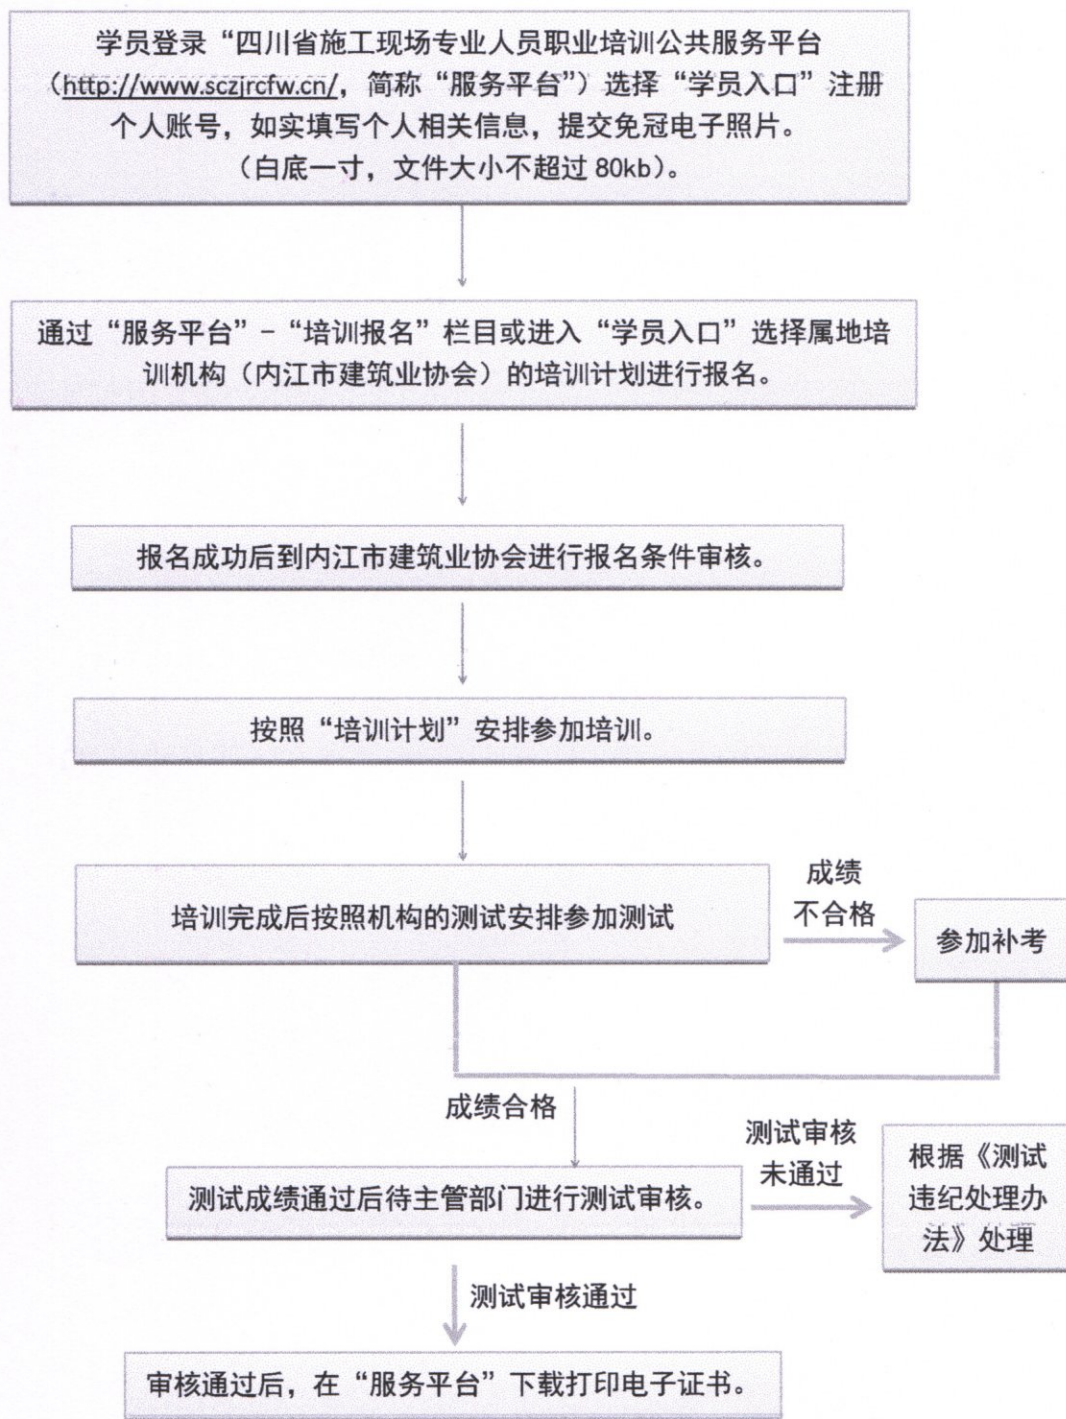 学员登录“四川省施工现场专业人员职业培训公共服务平台
（http://www.sczjrcfw.cn/，简称“服务平台”）选择“学员入口”注册
个人账号，如实填写个人相关信息，提交免冠电子照片。
（白底一寸，文件大小不超过 80kb）。
通过“服务平台”-“培训报名”栏目或进入“学员入口”选择属地培
训机构（内江市建筑业协会）的培训计划进行报名。
报名成功后到内江市建筑业协会进行报名条件审核。
按照“培训计划”安排参加培训。
培训完成后按照机构的测试安排参加测试
成绩
不合格
参加补考
成绩合格
测试成绩通过后待主管部门进行测试审核。
测试审核
未通过
根据《测试
违纪处理办
法》处理
测试审核通过
审核通过后，在“服务平台”下载打印电子证书。